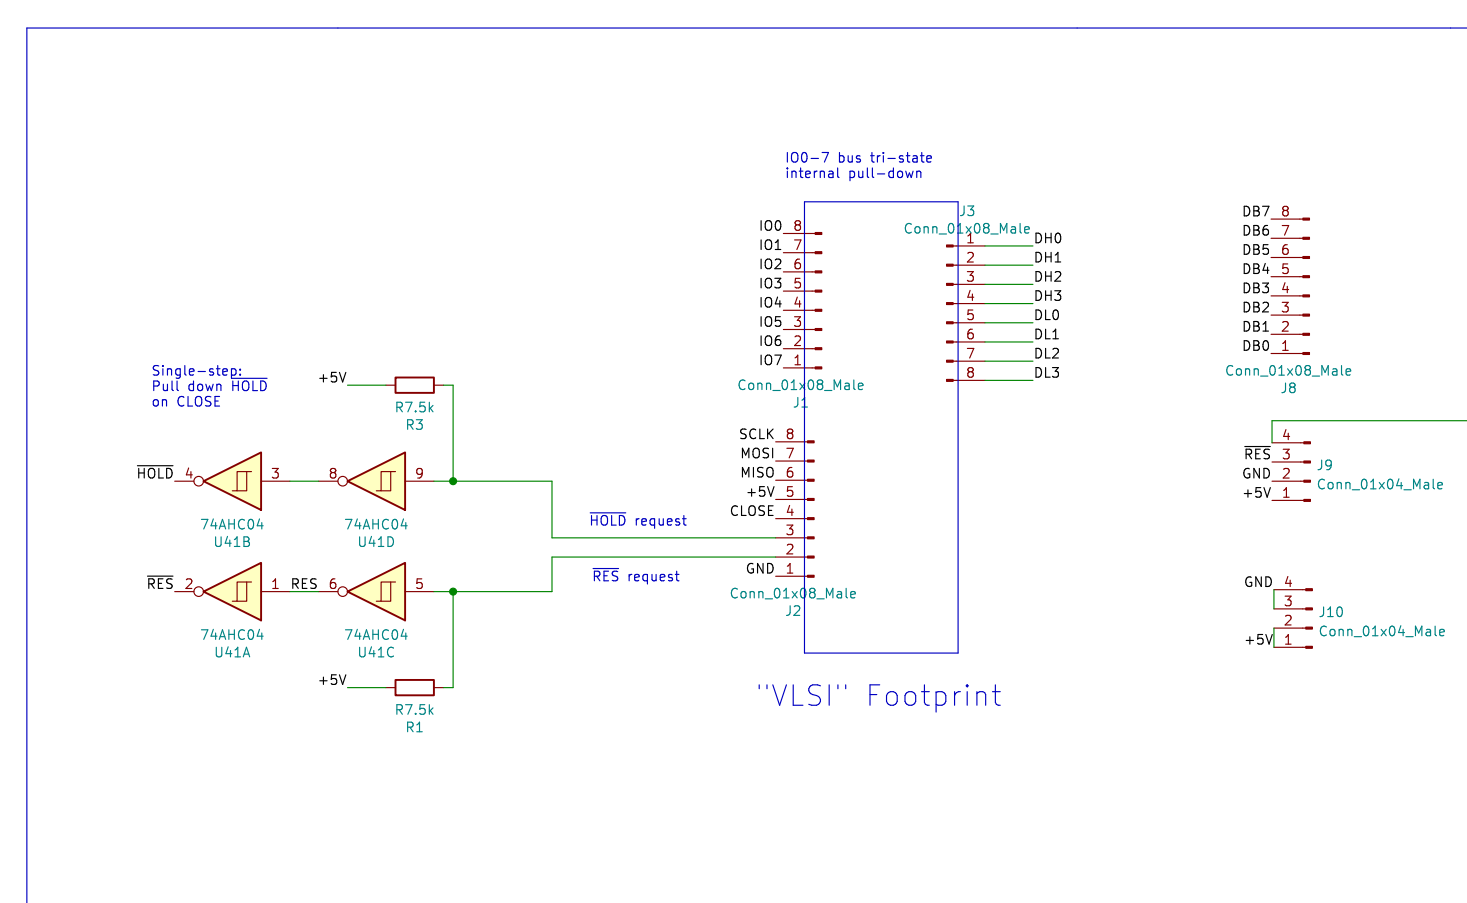 IO0-7 bus tri-state
internal pull-down
J3
Conn_01x08_Male
IO0 8
IO1 7
IO2 6
IO3 5
IO4 4
IO5 3
IO6 2
IO7 1
Conn_01x08_Male
J1
1 DH0
2 DH1
3 DH2
4 DH3
5 DL0
6 DL1
7 DL2
8 DL3
DB7 8
DB6 7
DB5 6
DB4 5
DB3 4
DB2 3
DB1 2
DB0 1
Conn_01x08_Male
J8
Single-step:
Pull down HOLD
on CLOSE
+5V
R7.5k
R3
HOLD 4
3
8
9
74AHC04
U41B
74AHC04
U41D
HOLD request
SCLK 8
MOSI 7
MISO 6
+5V 5
CLOSE 4
3
2
GND 1
Conn_01x08_Male
J2
RES request
4
RES 3
GND 2
+5V 1
J9
Conn_01x04_Male
RES 2
1 RES 6
5
74AHC04
U41A
74AHC04
U41C
+5V
R7.5k
R1
GND 4
3
2
+5V 1
J10
Conn_01x04_Male
"VLSI" Footprint